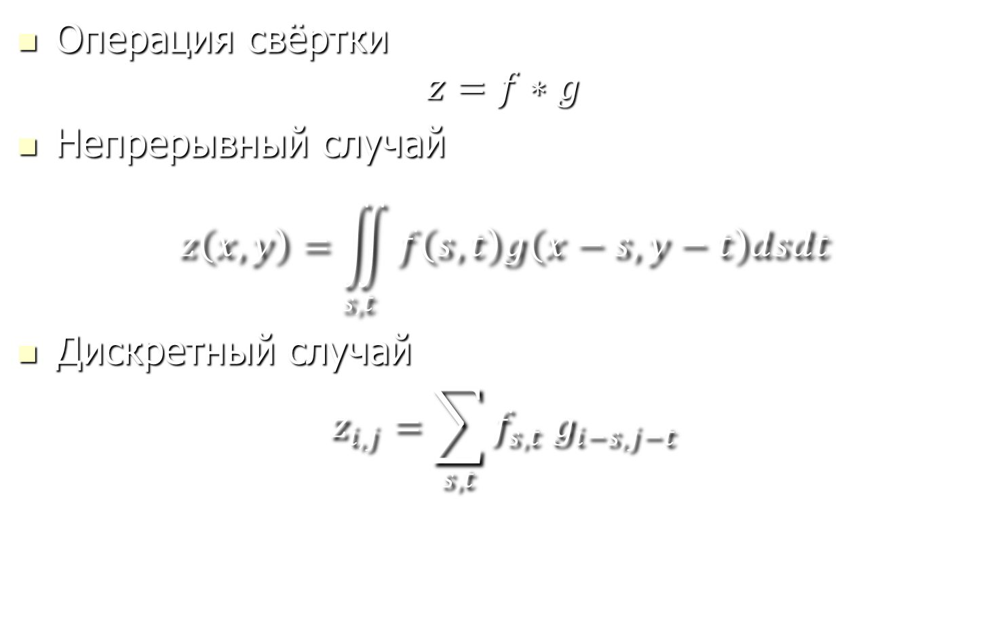 Операция свёртки
z = f ∗ g
Непрерывный случай
z(x, y) = ∬ f(s, t)g(x − s, y − t)dsdt
s,t
Дискретный случай
z_{i,j} = ∑ f_{s,t} g_{i−s,j−t}
s,t